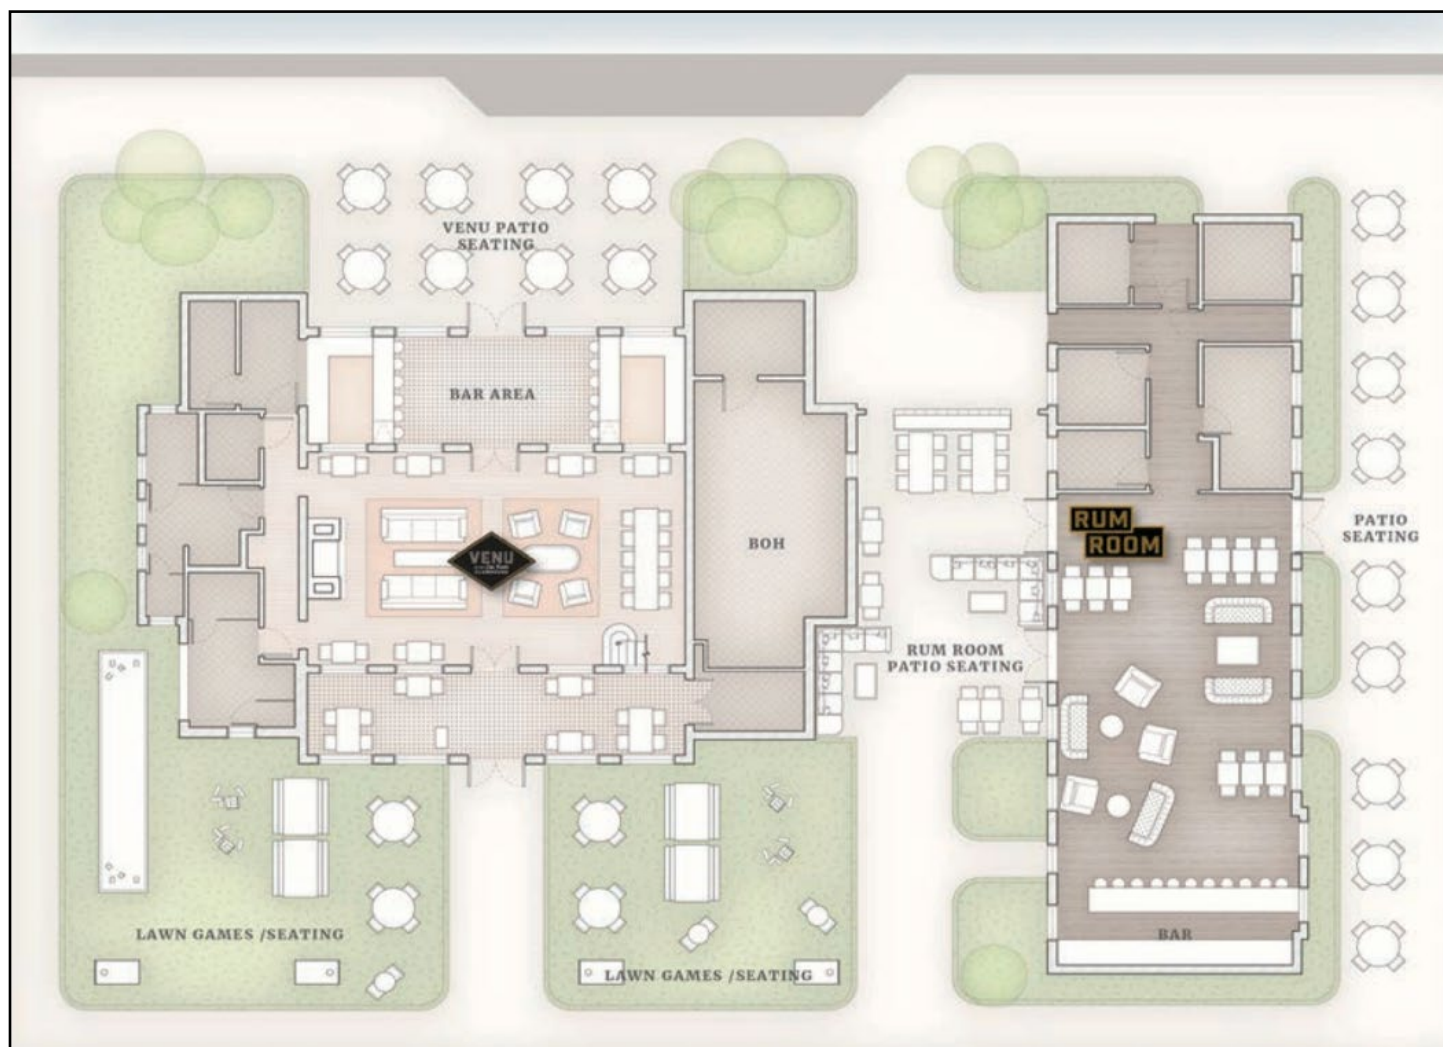 VENU PATIO
SEATING
BAR AREA
VENU
BOH
RUM
ROOM
PATIO
SEATING
RUM ROOM
PATIO SEATING
LAWN GAMES /SEATING
LAWN GAMES /SEATING
BAR